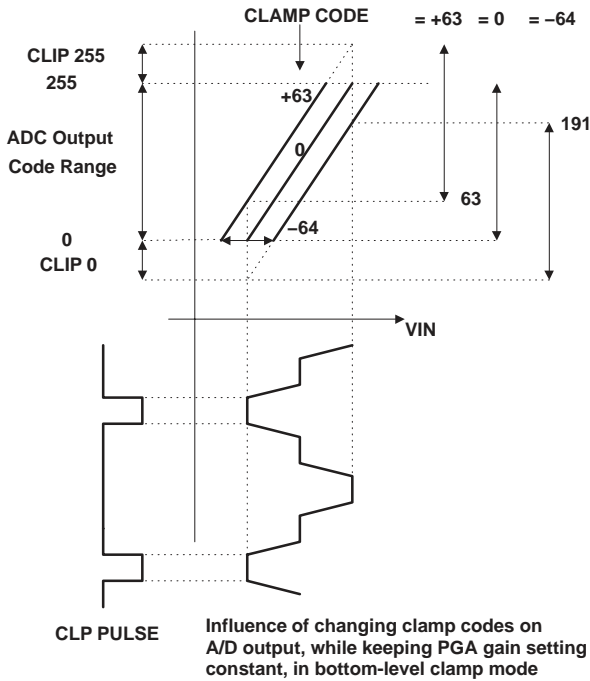 CLAMP CODE
= +63 = 0 = −64
CLIP 255
255
+63
191
ADC Output
Code Range
0
63
−64
0
CLIP 0
VIN
CLP PULSE
Influence of changing clamp codes on
A/D output, while keeping PGA gain setting
constant, in bottom-level clamp mode